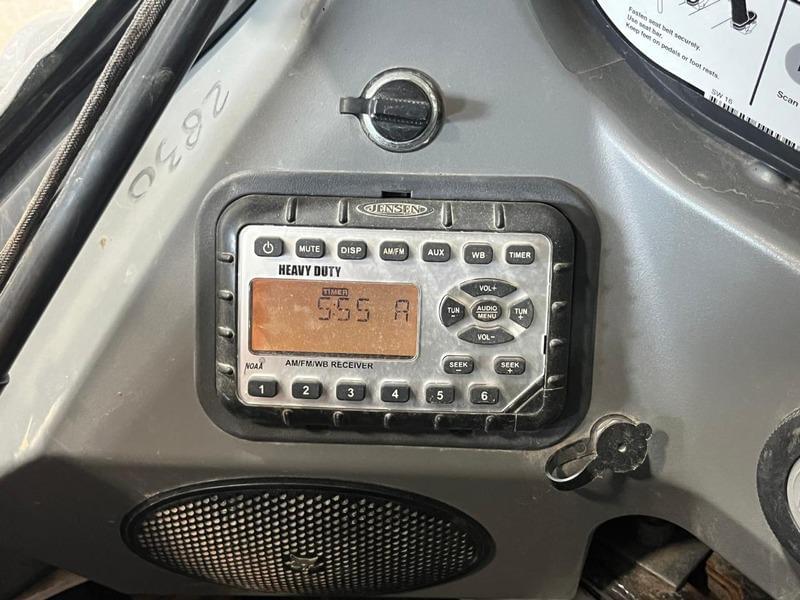 Fasten seat belt securely.
Use seat bar.
Keep feet on pedals or foot rests.
SW 16
Scan
2830
JENSEN
MUTE DISP AM/FM AUX WB TIMER
HEAVY DUTY
TIMER
5:55 A
VOL+
TUN - AUDIO MENU TUN +
VOL-
NOAA AM/FM/WB RECEIVER
SEEK - SEEK +
1 2 3 4 5 6